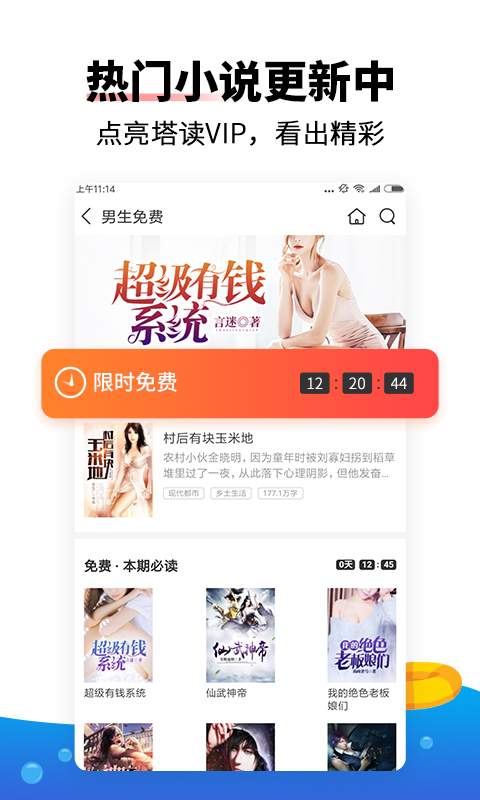 热门小说更新中
点亮塔读VIP，看出精彩
上午11:14
男生免费
超级有钱
系统
言迷◎著
限时免费
12:20:44
村后有块
玉米地
村后有块玉米地
农村小伙金晓明，因为童年时被刘寡妇拐到稻草
堆里过了一夜，从此落下心理阴影，但他发奋...
现代都市 乡土生活 177.1万字
免费·本期必读
0天 12:45
超级有钱
系统
仙武神帝
我的绝色
老板娘们
超级有钱系统
仙武神帝
我的绝色老板
娘们